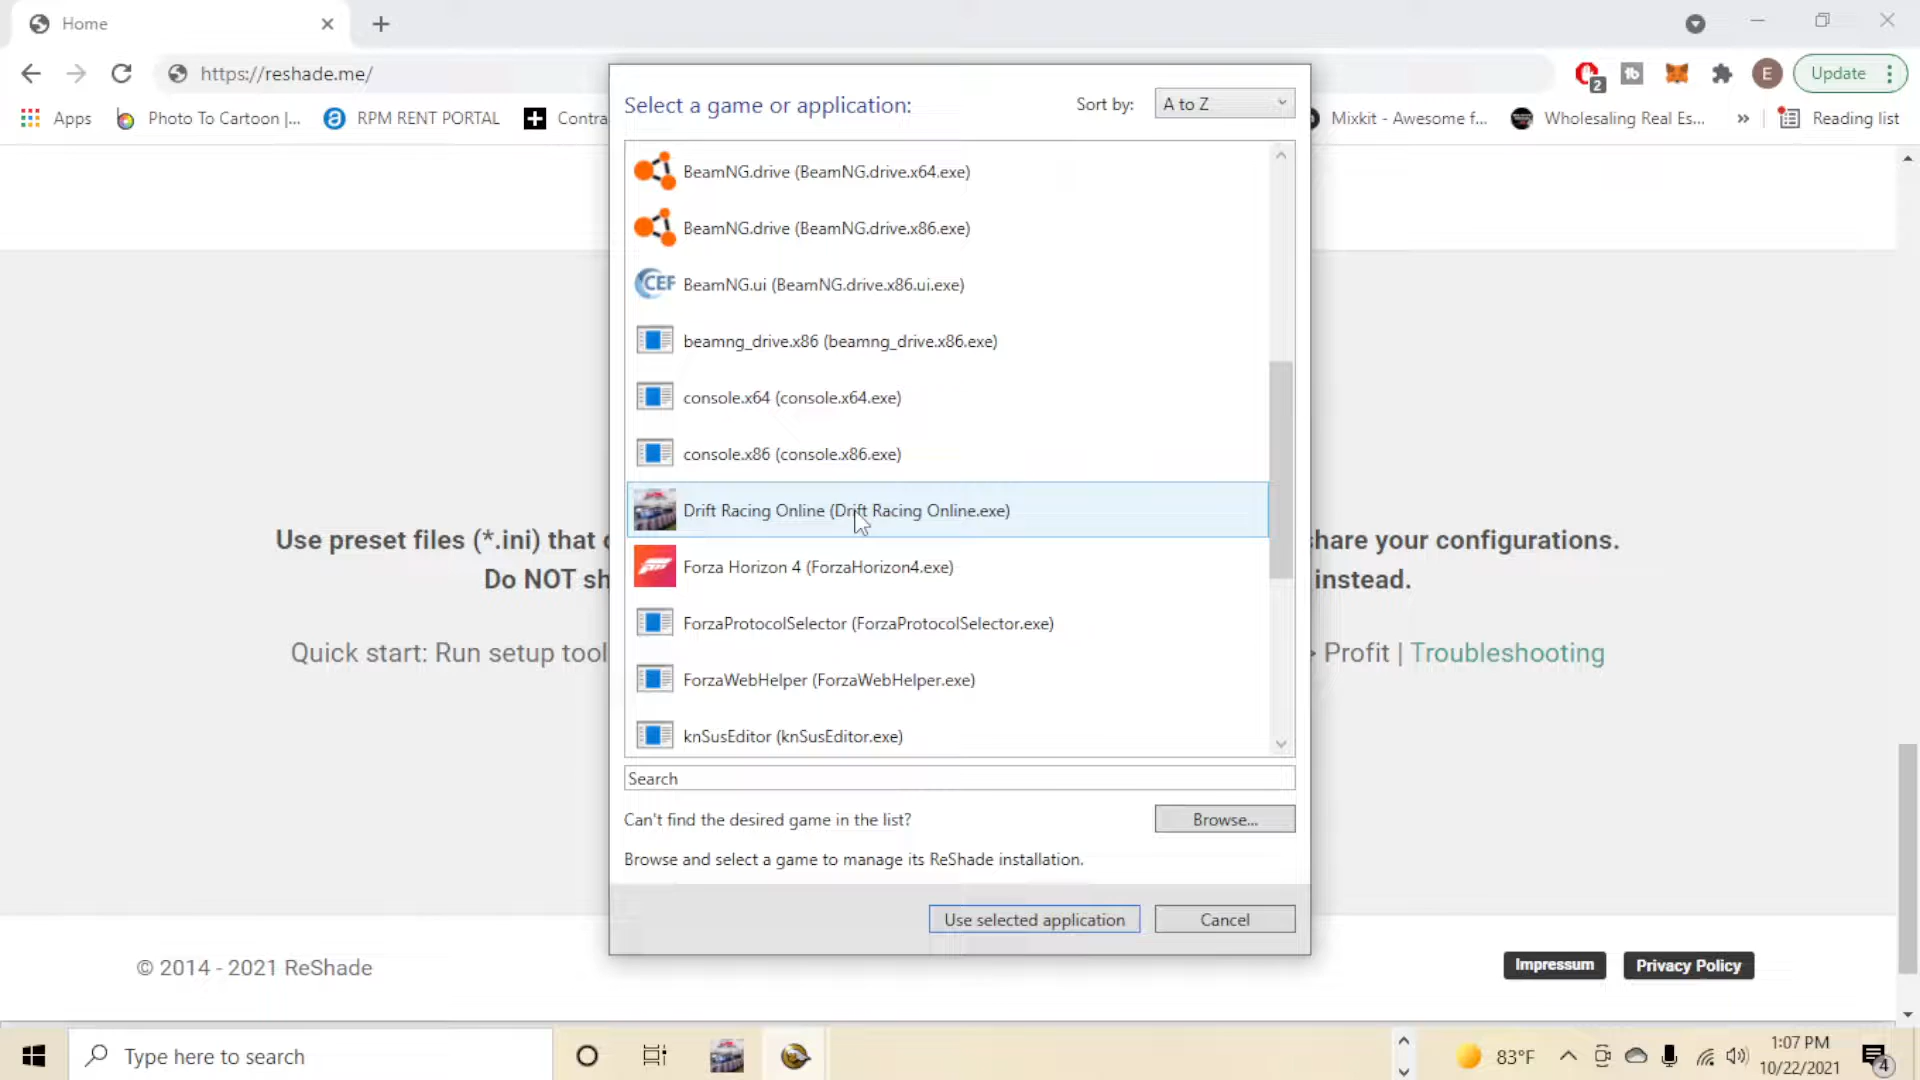 Home
https://reshade.me/
2
tb
E
Update
Apps
Photo To Cartoon |...
RPM RENT PORTAL
Contra
Mixkit - Awesome f...
Wholesaling Real Es...
Reading list
Select a game or application:
Sort by:
A to Z
BeamNG.drive (BeamNG.drive.x64.exe)
BeamNG.drive (BeamNG.drive.x86.exe)
CEF
BeamNG.ui (BeamNG.drive.x86.ui.exe)
beamng_drive.x86 (beamng_drive.x86.exe)
console.x64 (console.x64.exe)
console.x86 (console.x86.exe)
Drift Racing Online (Drift Racing Online.exe)
Forza Horizon 4 (ForzaHorizon4.exe)
ForzaProtocolSelector (ForzaProtocolSelector.exe)
ForzaWebHelper (ForzaWebHelper.exe)
knSusEditor (knSusEditor.exe)
Search
Can't find the desired game in the list?
Browse...
Browse and select a game to manage its ReShade installation.
Use selected application
Cancel
Use preset files (*.ini) that
hare your configurations.
Do NOT sh
instead.
Quick start: Run setup tool
Profit | Troubleshooting
© 2014 - 2021 ReShade
Impressum
Privacy Policy
Type here to search
83°F
1:07 PM
10/22/2021
4